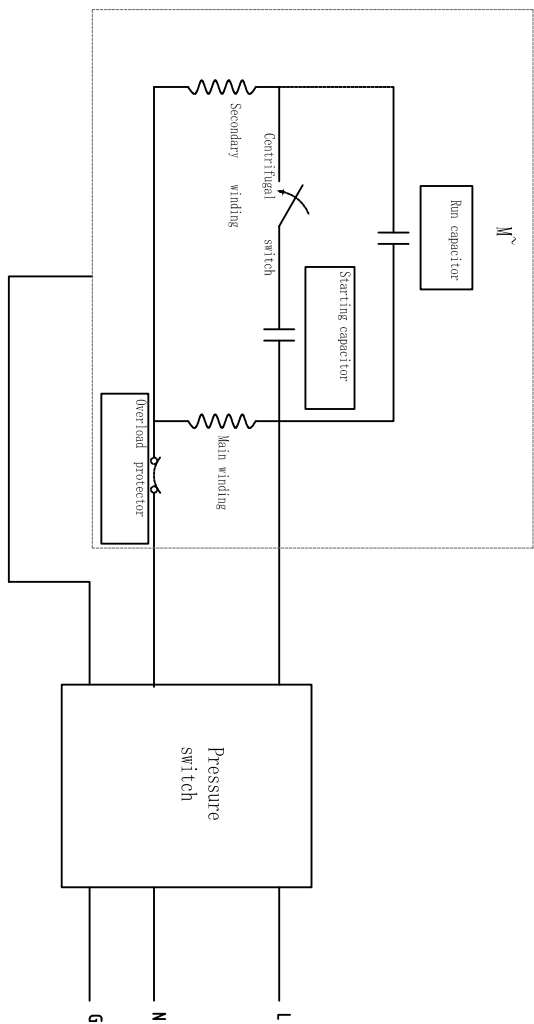 M~
Run capacitor
Starting capacitor
Centrifugal switch
Secondary winding
Main winding
Overload protector
Pressure
switch
L
N
G